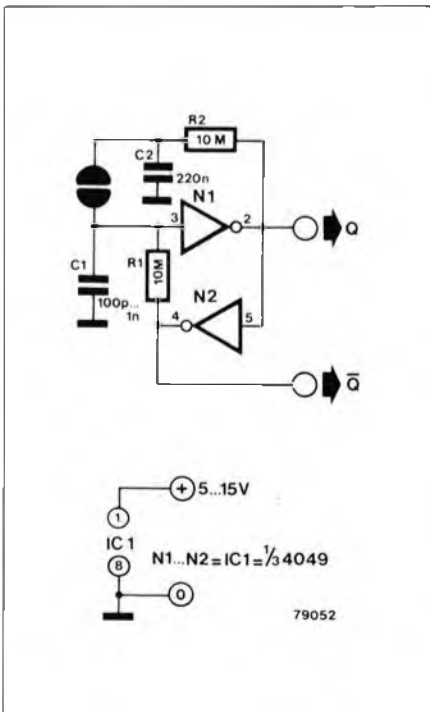 R2
10 M
C2
220n
N1
3
2
Q
C1
R1
10M
N2
100p...
1n
4
5
Q̅
+ 5...15V
1
IC 1
8
N1...N2 = IC1 = 1/3 4049
0
79052